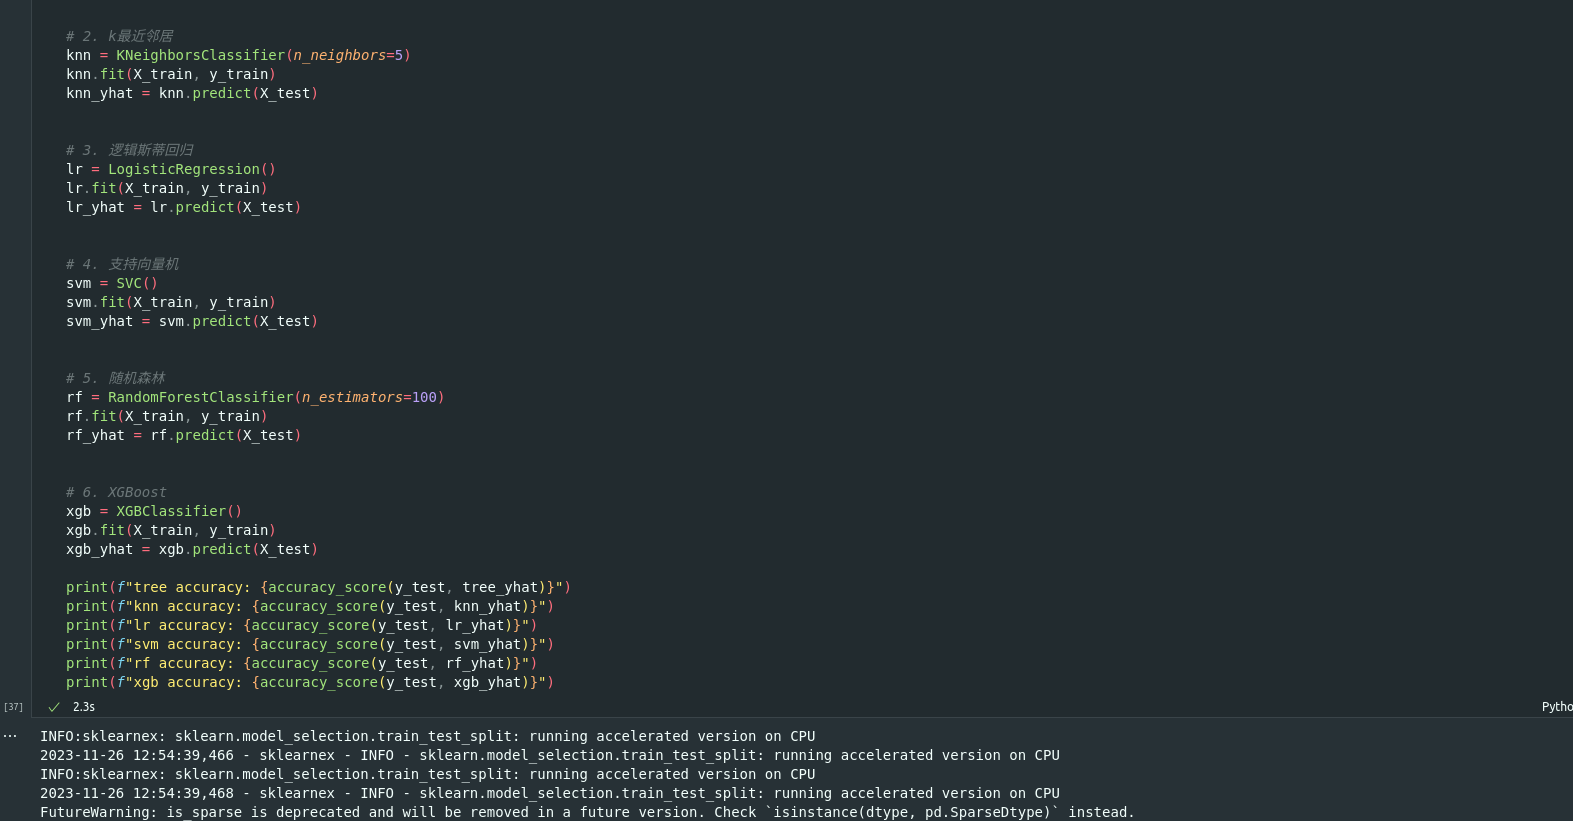 # 2. k最近邻居
knn = KNeighborsClassifier(n_neighbors=5)
knn.fit(X_train, y_train)
knn_yhat = knn.predict(X_test)
# 3. 逻辑斯蒂回归
lr = LogisticRegression()
lr.fit(X_train, y_train)
lr_yhat = lr.predict(X_test)
# 4. 支持向量机
svm = SVC()
svm.fit(X_train, y_train)
svm_yhat = svm.predict(X_test)
# 5. 随机森林
rf = RandomForestClassifier(n_estimators=100)
rf.fit(X_train, y_train)
rf_yhat = rf.predict(X_test)
# 6. XGBoost
xgb = XGBClassifier()
xgb.fit(X_train, y_train)
xgb_yhat = xgb.predict(X_test)
print(f"tree accuracy: {accuracy_score(y_test, tree_yhat)}")
print(f"knn accuracy: {accuracy_score(y_test, knn_yhat)}")
print(f"lr accuracy: {accuracy_score(y_test, lr_yhat)}")
print(f"svm accuracy: {accuracy_score(y_test, svm_yhat)}")
print(f"rf accuracy: {accuracy_score(y_test, rf_yhat)}")
print(f"xgb accuracy: {accuracy_score(y_test, xgb_yhat)}")
[37] ✓ 2.3s Pytho
... INFO:sklearnex: sklearn.model_selection.train_test_split: running accelerated version on CPU
2023-11-26 12:54:39,466 - sklearnex - INFO - sklearn.model_selection.train_test_split: running accelerated version on CPU
INFO:sklearnex: sklearn.model_selection.train_test_split: running accelerated version on CPU
2023-11-26 12:54:39,468 - sklearnex - INFO - sklearn.model_selection.train_test_split: running accelerated version on CPU
FutureWarning: is_sparse is deprecated and will be removed in a future version. Check `isinstance(dtype, pd.SparseDtype)` instead.